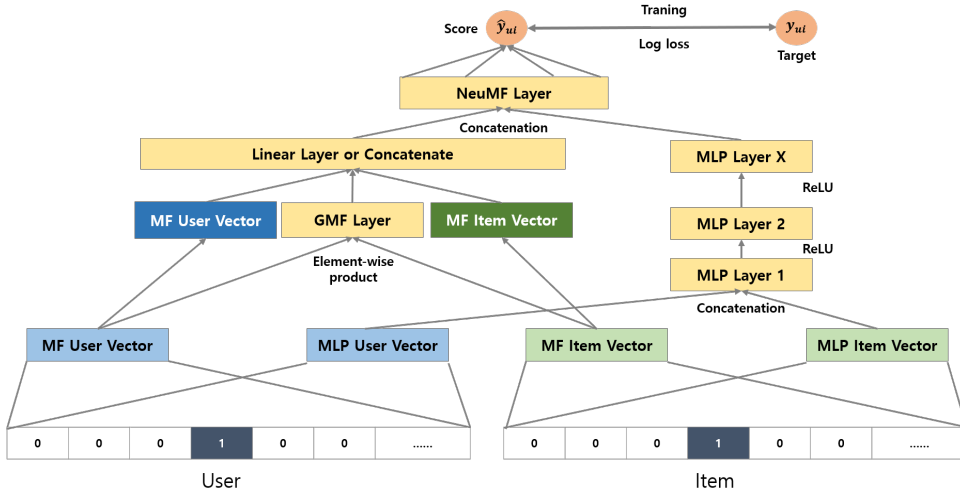 Traning
Score
ŷui
yui
Log loss
Target
NeuMF Layer
Concatenation
Linear Layer or Concatenate
MLP Layer X
ReLU
MF User Vector
GMF Layer
MF Item Vector
MLP Layer 2
ReLU
Element-wise
product
MLP Layer 1
Concatenation
MF User Vector
MLP User Vector
MF Item Vector
MLP Item Vector
0 0 0 1 0 0 ......
0 0 0 1 0 0 ......
User
Item